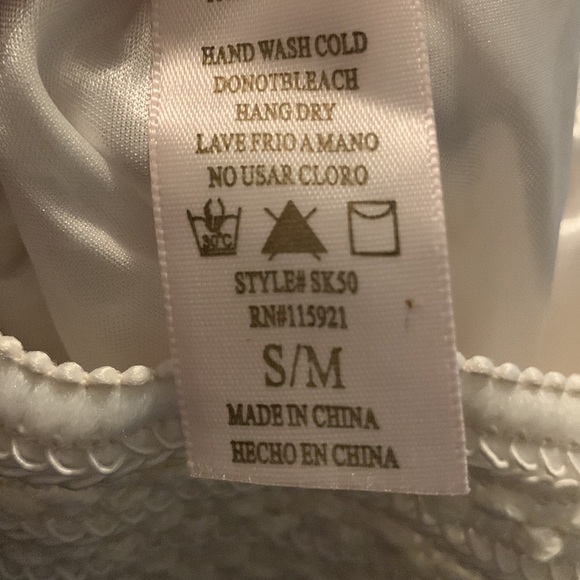 HAND WASH COLD
DONOTBLEACH
HANG DRY
LAVE FRIO A MANO
NO USAR CLORO
30°C
STYLE# SK50
RN#115921
S/M
MADE IN CHINA
HECHO EN CHINA